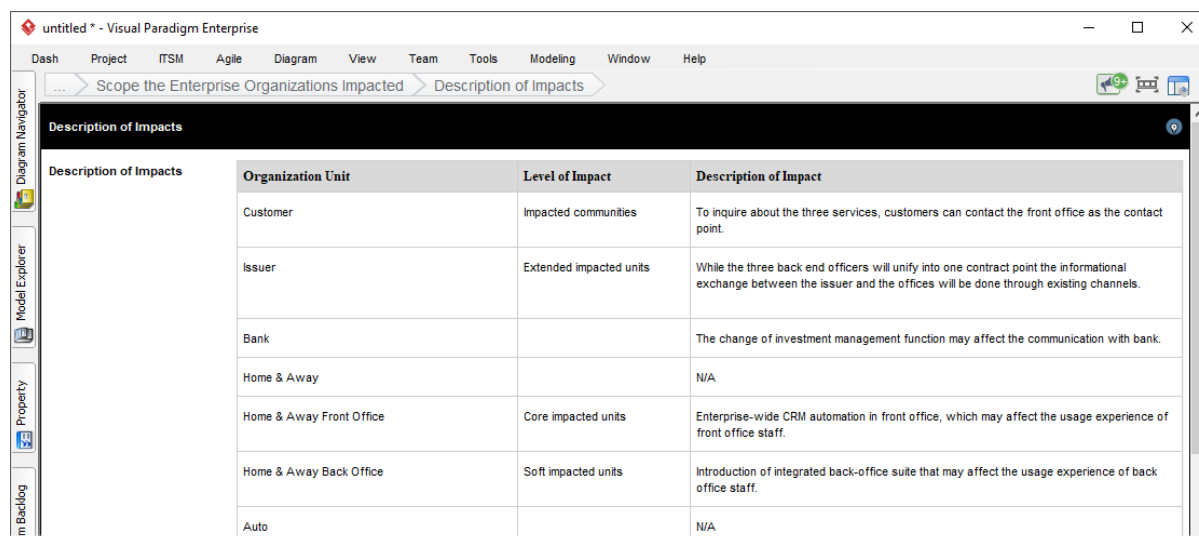 untitled * - Visual Paradigm Enterprise
Dash Project ITSM Agile Diagram View Team Tools Modeling Window Help
... Scope the Enterprise Organizations Impacted Description of Impacts 9+
Diagram Navigator
Model Explorer
Property
m Backlog
Description of Impacts
Description of Impacts
Organization Unit Level of Impact Description of Impact
Customer Impacted communities To inquire about the three services, customers can contact the front office as the contact
point.
Issuer Extended impacted units While the three back end officers will unify into one contract point the informational
exchange between the issuer and the offices will be done through existing channels.
Bank The change of investment management function may affect the communication with bank.
Home & Away N/A
Home & Away Front Office Core impacted units Enterprise-wide CRM automation in front office, which may affect the usage experience of
front office staff.
Home & Away Back Office Soft impacted units Introduction of integrated back-office suite that may affect the usage experience of back
office staff.
Auto N/A